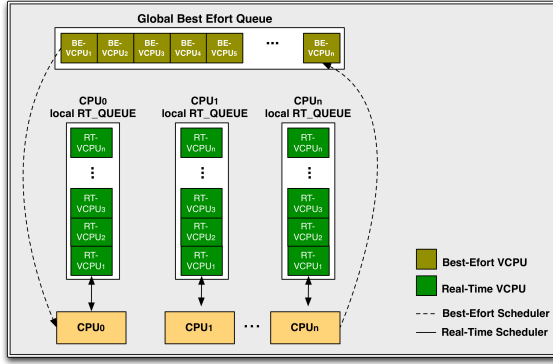 Global Best Efort Queue
BE-VCPU1 BE-VCPU2 BE-VCPU3 BE-VCPU4 BE-VCPU5 ... BE-VCPUn
CPU0 local RT_QUEUE
CPU1 local RT_QUEUE
CPUn local RT_QUEUE
RT-VCPUn RT-VCPUn RT-VCPUn
... ... ...
RT-VCPU3 RT-VCPU3 RT-VCPU3
RT-VCPU2 RT-VCPU2 RT-VCPU2
RT-VCPU1 RT-VCPU1 RT-VCPU1
CPU0 CPU1 ... CPUn
Best-Efort VCPU
Real-Time VCPU
Best-Efort Scheduler
Real-Time Scheduler